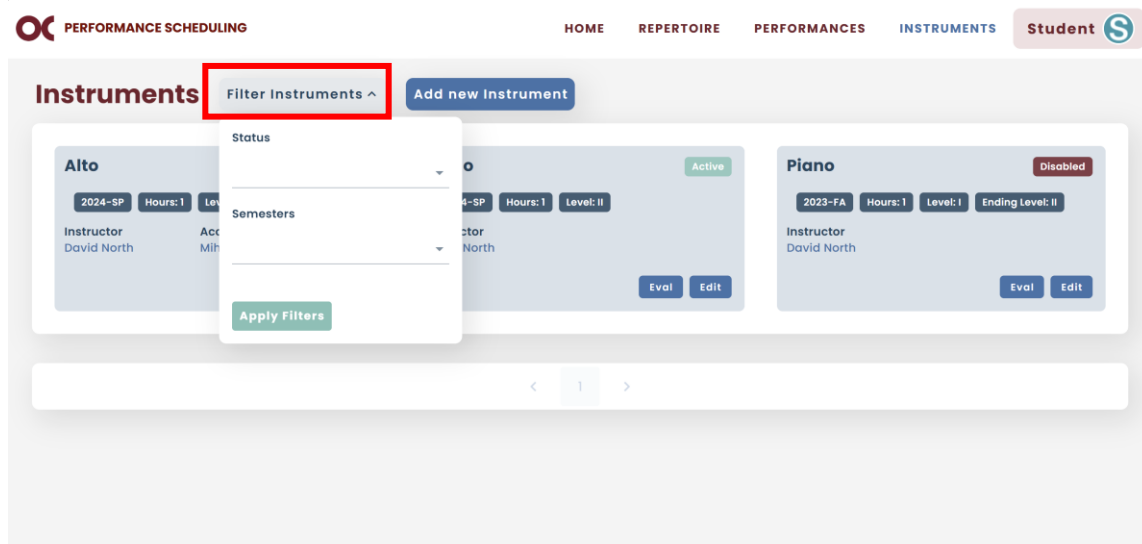 OC PERFORMANCE SCHEDULING
HOME REPERTOIRE PERFORMANCES INSTRUMENTS Student S
Instruments Filter Instruments Add new Instrument
Status
Semesters
Apply Filters
Alto
2024-SP Hours: 1
Instructor
David North
Active
Hours: 1 Level: II
North
Eval Edit
Piano Disabled
2023-FA Hours: 1 Level: I Ending Level: II
Instructor
David North
Eval Edit
1